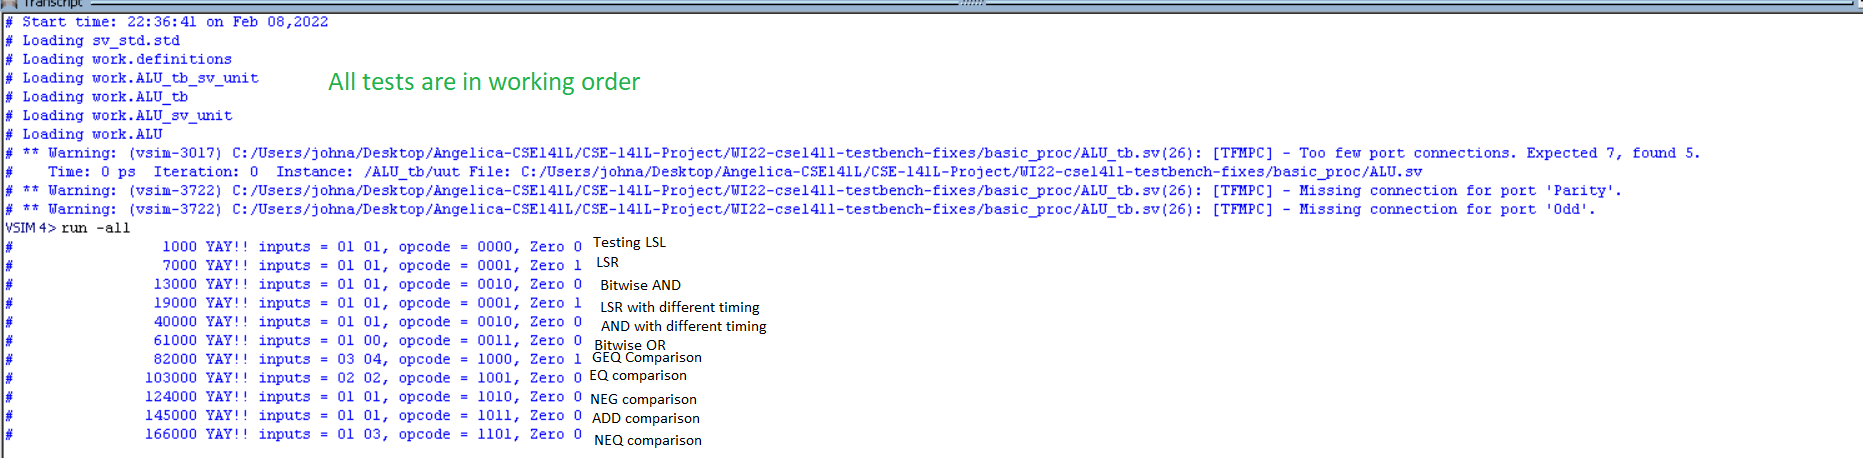 Transcript
# Start time: 22:36:41 on Feb 08,2022
# Loading sv_std.std
# Loading work.definitions
# Loading work.ALU_tb_sv_unit
All tests are in working order
# Loading work.ALU_tb
# Loading work.ALU_sv_unit
# Loading work.ALU
# ** Warning: (vsim-3017) C:/Users/johna/Desktop/Angelica-CSE141L/CSE-141L-Project/WI22-cse141l-testbench-fixes/basic_proc/ALU_tb.sv(26): [TFMPC] - Too few port connections. Expected 7, found 5.
#    Time: 0 ps  Iteration: 0  Instance: /ALU_tb/uut File: C:/Users/johna/Desktop/Angelica-CSE141L/CSE-141L-Project/WI22-cse141l-testbench-fixes/basic_proc/ALU.sv
# ** Warning: (vsim-3722) C:/Users/johna/Desktop/Angelica-CSE141L/CSE-141L-Project/WI22-cse141l-testbench-fixes/basic_proc/ALU_tb.sv(26): [TFMPC] - Missing connection for port 'Parity'.
# ** Warning: (vsim-3722) C:/Users/johna/Desktop/Angelica-CSE141L/CSE-141L-Project/WI22-cse141l-testbench-fixes/basic_proc/ALU_tb.sv(26): [TFMPC] - Missing connection for port 'Odd'.
VSIM 4> run -all
# 1000 YAY!! inputs = 01 01, opcode = 0000, Zero 0 Testing LSL
# 7000 YAY!! inputs = 01 01, opcode = 0001, Zero 1 LSR
# 13000 YAY!! inputs = 01 01, opcode = 0010, Zero 0 Bitwise AND
# 19000 YAY!! inputs = 01 01, opcode = 0001, Zero 1 LSR with different timing
# 40000 YAY!! inputs = 01 01, opcode = 0010, Zero 0 AND with different timing
# 61000 YAY!! inputs = 01 00, opcode = 0011, Zero 0 Bitwise OR
# 82000 YAY!! inputs = 03 04, opcode = 1000, Zero 1 GEQ Comparison
# 103000 YAY!! inputs = 02 02, opcode = 1001, Zero 0 EQ comparison
# 124000 YAY!! inputs = 01 01, opcode = 1010, Zero 0 NEG comparison
# 145000 YAY!! inputs = 01 01, opcode = 1011, Zero 0 ADD comparison
# 166000 YAY!! inputs = 01 03, opcode = 1101, Zero 0 NEQ comparison